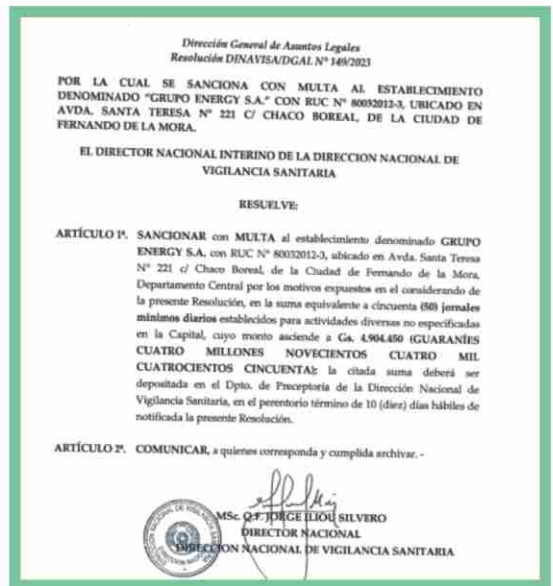 Dirección General de Asuntos Legales
Resolución DINAVISA/DGAL N° 149/2023
POR LA CUAL SE SANCIONA CON MULTA AL ESTABLECIMIENTO
DENOMINADO "GRUPO ENERGY S.A." CON RUC N° 80032012-3, UBICADO EN
AVDA. SANTA TERESA N° 221 C/ CHACO BOREAL, DE LA CIUDAD DE
FERNANDO DE LA MORA.
EL DIRECTOR NACIONAL INTERINO DE LA DIRECCION NACIONAL DE
VIGILANCIA SANITARIA
RESUELVE:
ARTÍCULO 1°. SANCIONAR con MULTA al establecimiento denominado GRUPO
ENERGY S.A. con RUC N° 80032012-3, ubicado en Avda. Santa Teresa
N° 221 c/ Chaco Boreal, de la Ciudad de Fernando de la Mora,
Departamento Central por los motivos expuestos en el considerando de
la presente Resolución, en la suma equivalente a cincuenta (50) jornales
mínimos diarios establecidos para actividades diversas no especificadas
en la Capital, cuyo monto asciende a Gs. 4.904.450 (GUARANÍES
CUATRO MILLONES NOVECIENTOS CUATRO MIL
CUATROCIENTOS CINCUENTA); la citada suma deberá ser
depositada en el Dpto. de Preceptoria de la Dirección Nacional de
Vigilancia Sanitaria, en el perentorio término de 10 (diez) días hábiles de
notificada la presente Resolución.
ARTÍCULO 2°. COMUNICAR, a quienes corresponda y cumplida archivar. -
MSc. Q.F. JORGE ILIOU SILVERO
DIRECTOR NACIONAL
DIRECCION NACIONAL DE VIGILANCIA SANITARIA